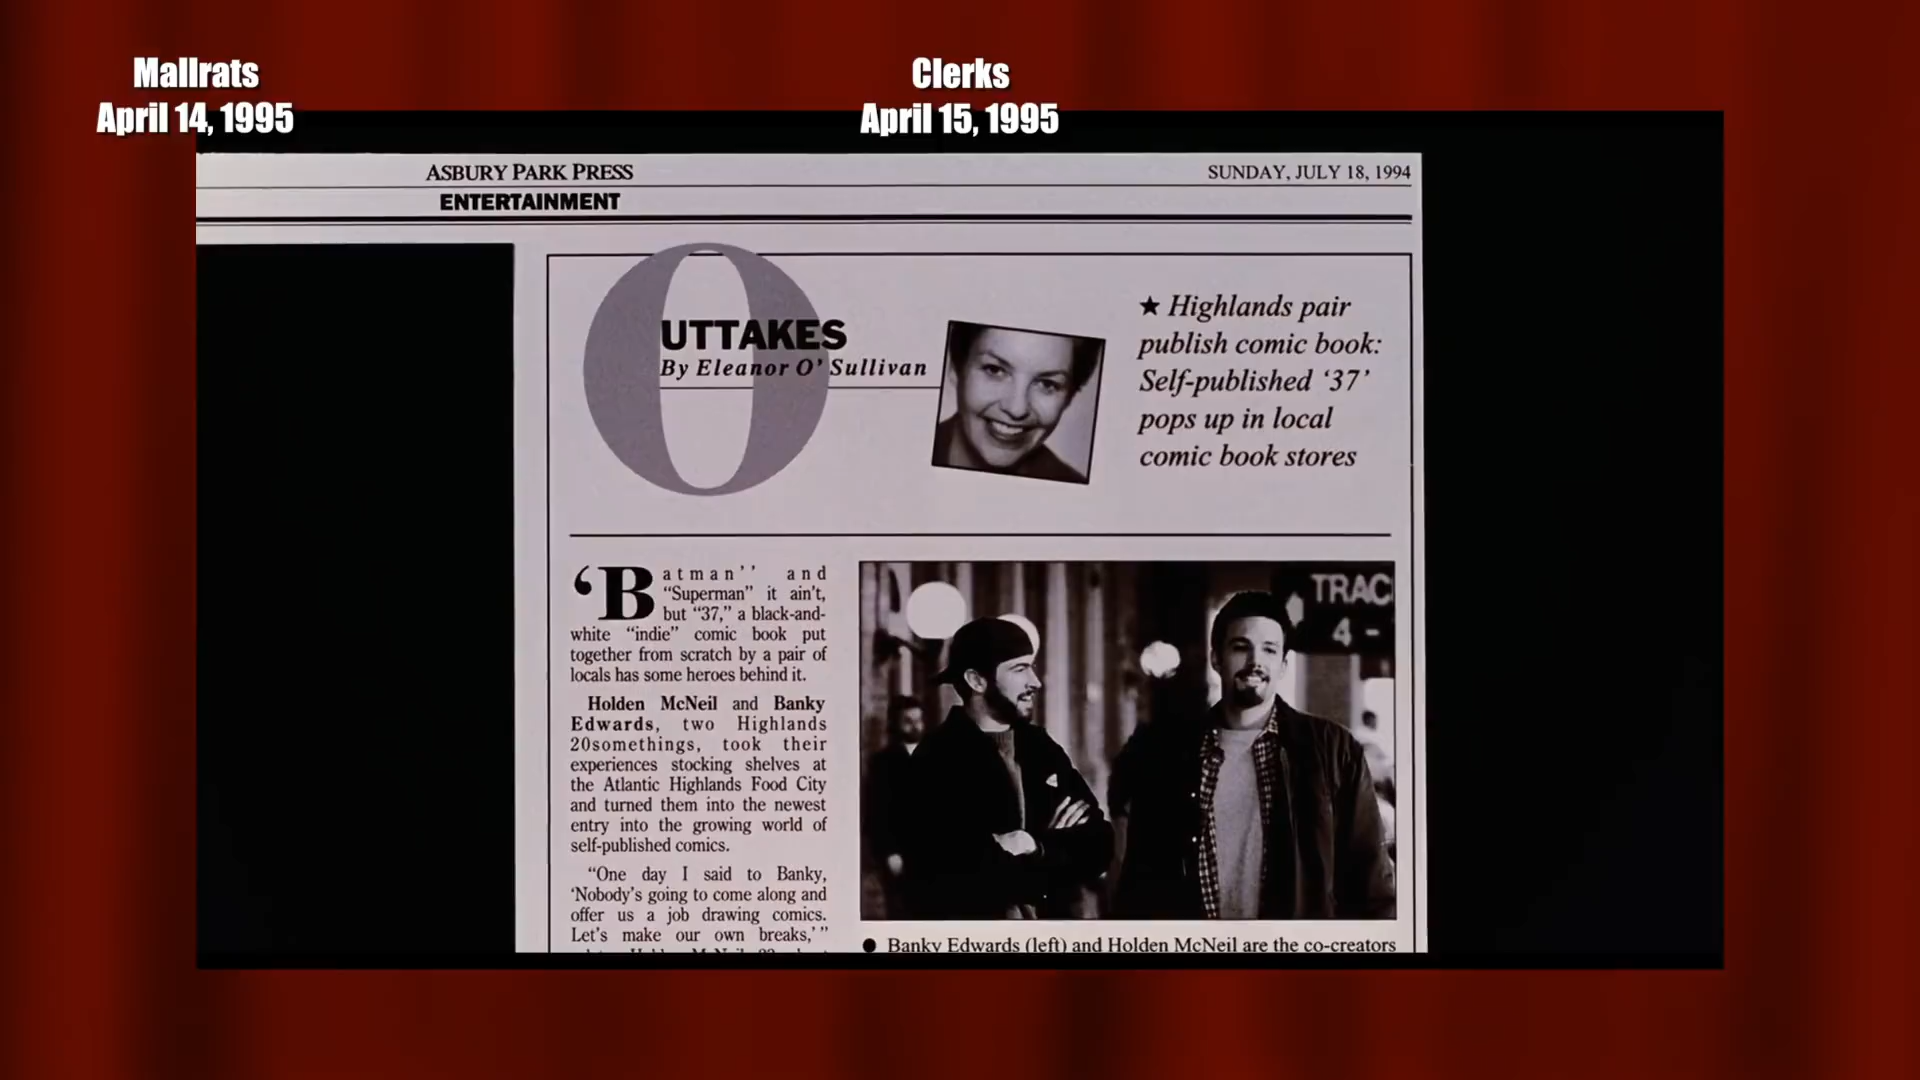 Mallrats
April 14, 1995
Clerks
April 15, 1995
ASBURY PARK PRESS
SUNDAY, JULY 18, 1994
ENTERTAINMENT
OUTTAKES
By Eleanor O' Sullivan
★ Highlands pair
publish comic book:
Self-published ‘37’
pops up in local
comic book stores
‘Batman’’ and
“Superman” it ain't,
but “37,” a black-and-
white “indie” comic book put
together from scratch by a pair of
locals has some heroes behind it.
Holden McNeil and Banky
Edwards, two Highlands
20somethings, took their
experiences stocking shelves at
the Atlantic Highlands Food City
and turned them into the newest
entry into the growing world of
self-published comics.
“One day I said to Banky,
‘Nobody's going to come along and
offer us a job drawing comics.
Let's make our own breaks,’”
TRAC
4 -
● Banky Edwards (left) and Holden McNeil are the co-creators